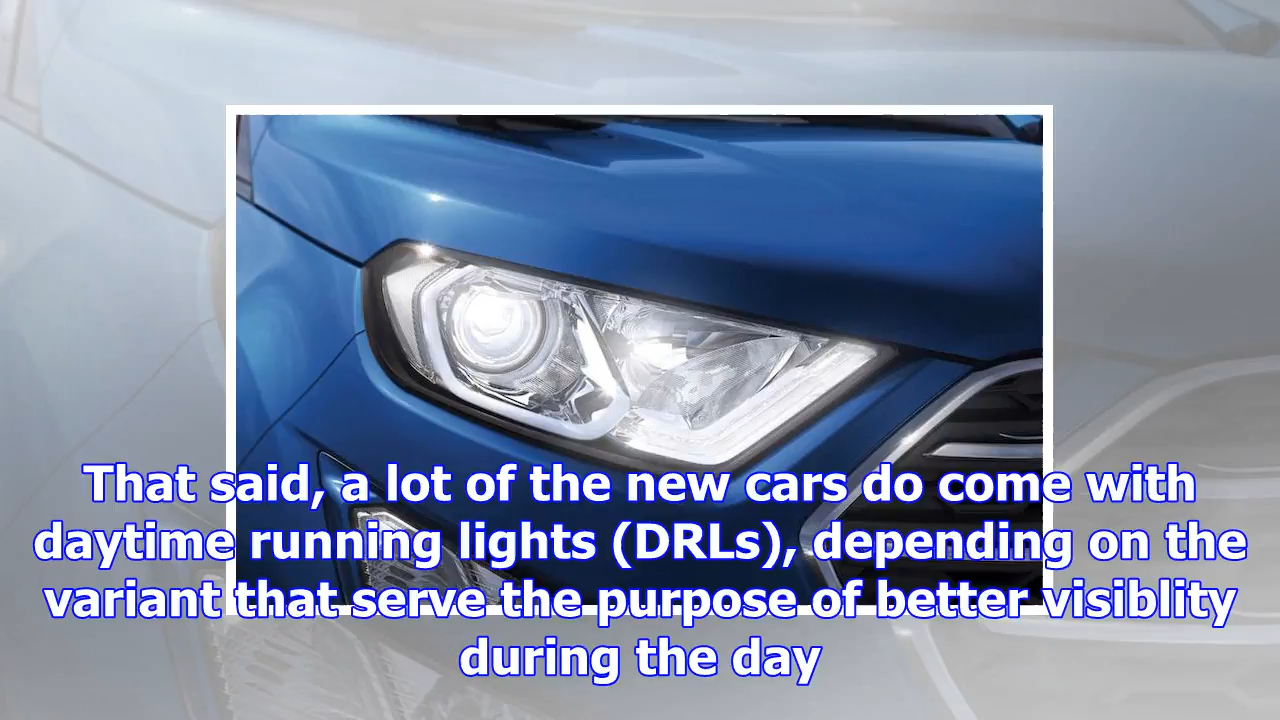 That said, a lot of the new cars do come with
daytime running lights (DRLs), depending on the
variant that serve the purpose of better visiblity
during the day